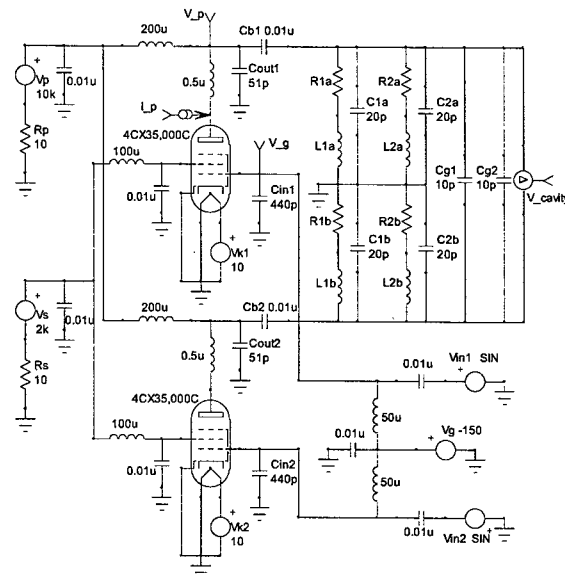 V_p
200u
Cb1 0.01u
Vp
10k
0.01u
0.5u
Cout1
51p
R1a
C1a
20p
R2a
C2a
20p
Rp
10
I_p
4CX35,000C
V_g
L1a
L2a
100u
0.01u
Cin1
440p
Cg1
10p
Cg2
10p
V_cavity
R1b
C1b
20p
R2b
C2b
20p
Vk1
10
L1b
L2b
Vs
2k
0.01u
200u
Cb2 0.01u
0.5u
Cout2
51p
Rs
10
4CX35,000C
0.01u
Vin1 SIN
50u
100u
0.01u
Cin2
440p
0.01u
Vg -150
50u
Vk2
10
0.01u
Vin2 SIN